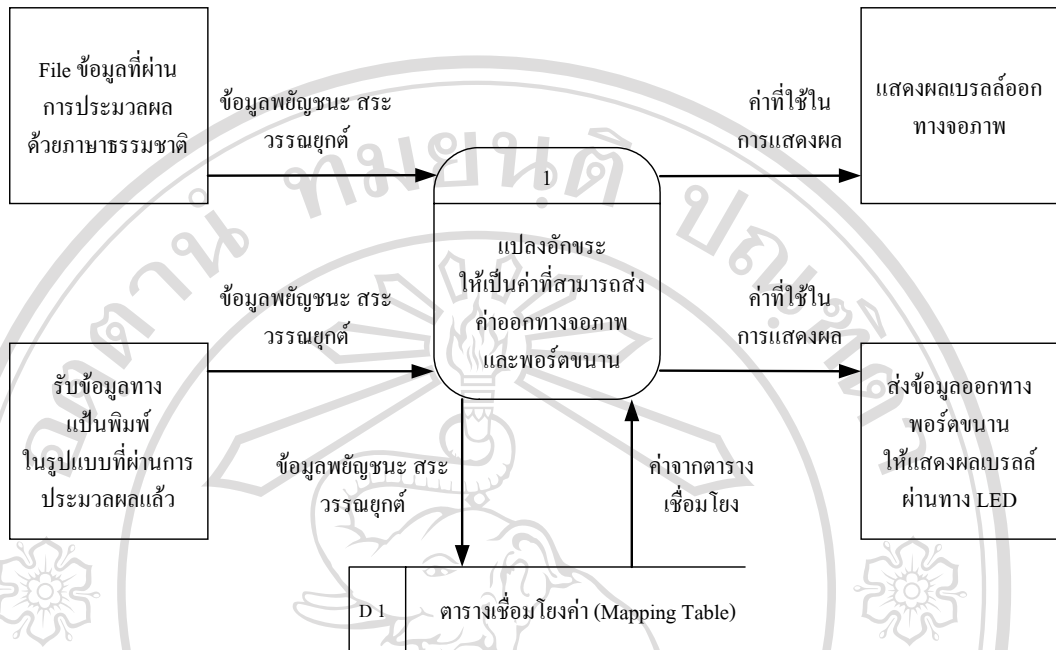 File ข้อมูลที่ผ่าน
การประมวลผล
ด้วยภาษาธรรมชาติ
ข้อมูลพยัญชนะ สระ
วรรณยุกต์
ค่าที่ใช้ใน
การแสดงผล
แสดงผลเบรลล์ออก
ทางจอภาพ
1
แปลงอักขระ
ให้เป็นค่าที่สามารถส่ง
ค่าออกทางจอภาพ
และพอร์ตขนาน
รับข้อมูลทาง
แป้นพิมพ์
ในรูปแบบที่ผ่านการ
ประมวลผลแล้ว
ข้อมูลพยัญชนะ สระ
วรรณยุกต์
ค่าที่ใช้ใน
การแสดงผล
ส่งข้อมูลออกทาง
พอร์ตขนาน
ให้แสดงผลเบรลล์
ผ่านทาง LED
ข้อมูลพยัญชนะ สระ
วรรณยุกต์
ค่าจากตาราง
เชื่อมโยง
D 1
ตารางเชื่อมโยงค่า (Mapping Table)
อตฺตานํ ทมยนฺติ ปณฺฑิตา